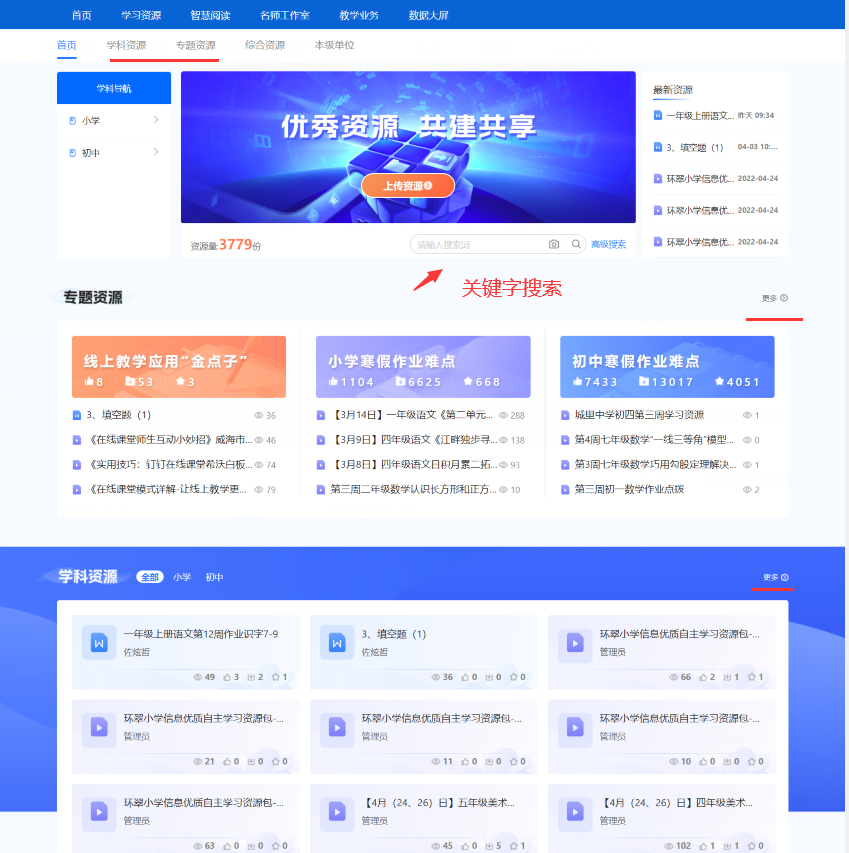 首页 学习资源 智慧阅读 名师工作室 教学业务 数据大屏
首页 学科资源 专题资源 综合资源 本级单位
学科导航
小学
初中
优秀资源 共建共享
上传资源
资源量:3779份
请输入搜索词
高级搜索
最新资源
一年级上册语文... 昨天 09:34
3、填空题（1） 04-03 10:...
环翠小学信息优... 2022-04-24
环翠小学信息优... 2022-04-24
环翠小学信息优... 2022-04-24
关键字搜索
专题资源
更多
线上教学应用“金点子”
8 53 3
3、填空题（1） 36
《在线课堂师生互动小妙招》威海市... 46
《实用技巧：钉钉在线课堂希沃白板... 74
《在线课堂模式详解-让线上教学更... 79
小学寒假作业难点
1104 6625 668
【3月14日】一年级语文《第二单元... 288
【3月9日】四年级语文《江畔独步寻... 138
【3月8日】四年级语文日积月累二拓... 93
第三周二年级数学认识长方形和正方... 10
初中寒假作业难点
7433 13017 4051
城里中学初四第三周学习资源 1
第4周七年级数学“一线三等角”模型... 0
第3周七年级数学巧用勾股定理解决... 1
第三周初一数学作业点拨 2
学科资源 全部 小学 初中
更多
一年级上册语文第12周作业识字7-9
佐炫哲
49 3 2 1
3、填空题（1）
佐炫哲
36 0 0 0
环翠小学信息优质自主学习资源包-...
管理员
66 2 1 1
环翠小学信息优质自主学习资源包-...
管理员
21 0 0 0
环翠小学信息优质自主学习资源包-...
管理员
11 0 0 0
环翠小学信息优质自主学习资源包-...
管理员
10 0 0 0
环翠小学信息优质自主学习资源包-...
管理员
63 0 0 0
【4月（24、26）日】五年级美术...
管理员
45 0 5 1
【4月（24、26）日】四年级美术...
管理员
102 1 1 0